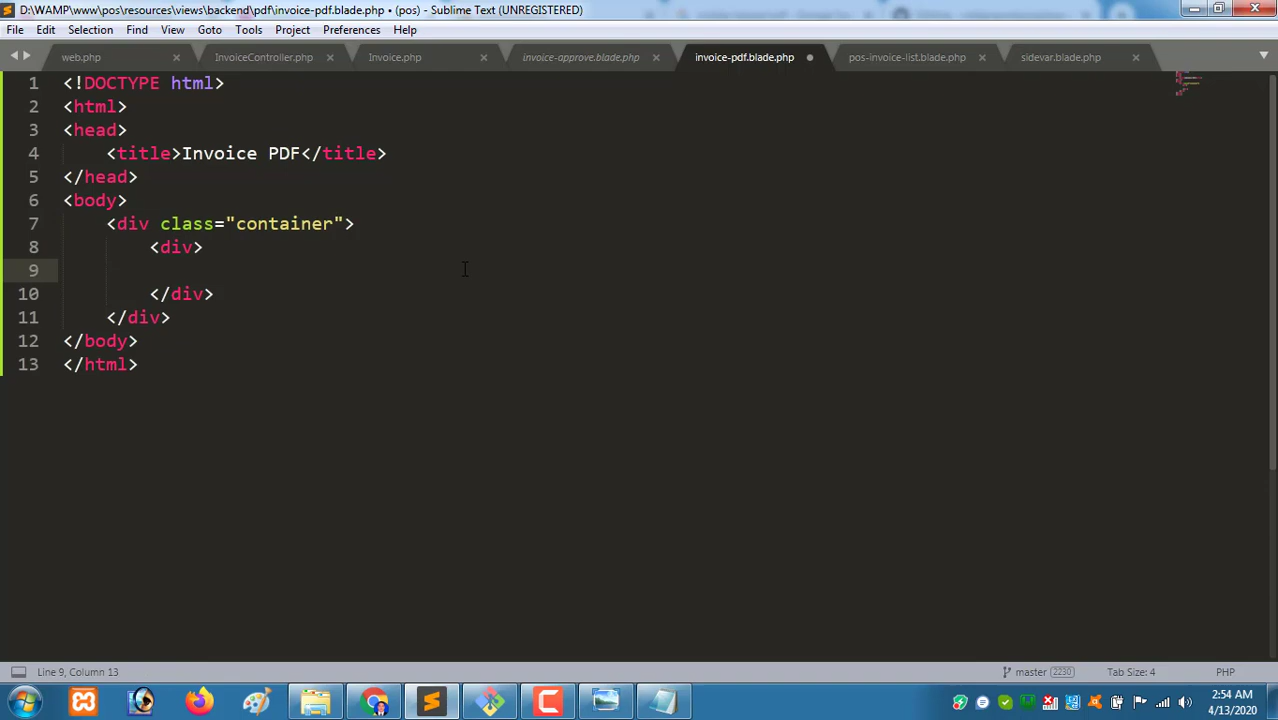 D:\WAMP\www\pos\resources\views\backend\pdf\invoice-pdf.blade.php • (pos) - Sublime Text (UNREGISTERED)
File Edit Selection Find View Goto Tools Project Preferences Help
web.php InvoiceController.php Invoice.php invoice-approve.blade.php invoice-pdf.blade.php pos-invoice-list.blade.php sidevar.blade.php
1 <!DOCTYPE html>
2 <html>
3 <head>
4 <title>Invoice PDF</title>
5 </head>
6 <body>
7 <div class="container">
8 <div>
9
10 </div>
11 </div>
12 </body>
13 </html>
Line 9, Column 13 master 2230 Tab Size: 4 PHP
2:54 AM
4/13/2020